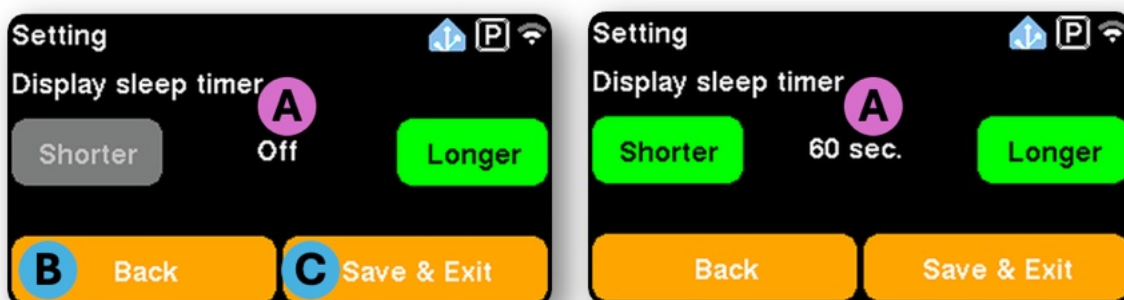 Setting P
Display sleep timer A
Shorter Off Longer
B Back C Save & Exit
Setting P
Display sleep timer A
Shorter 60 sec. Longer
Back Save & Exit